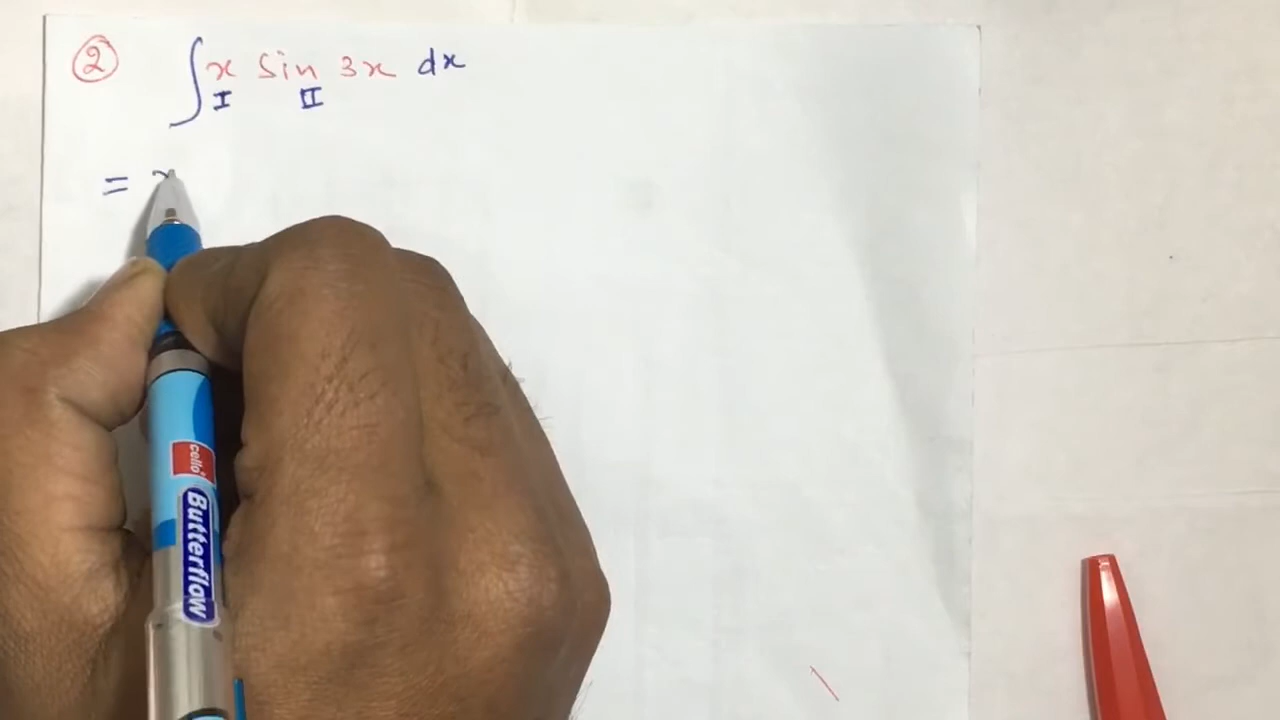 ② ∫ x sin 3x dx
I II
= x
cello
Butterflow